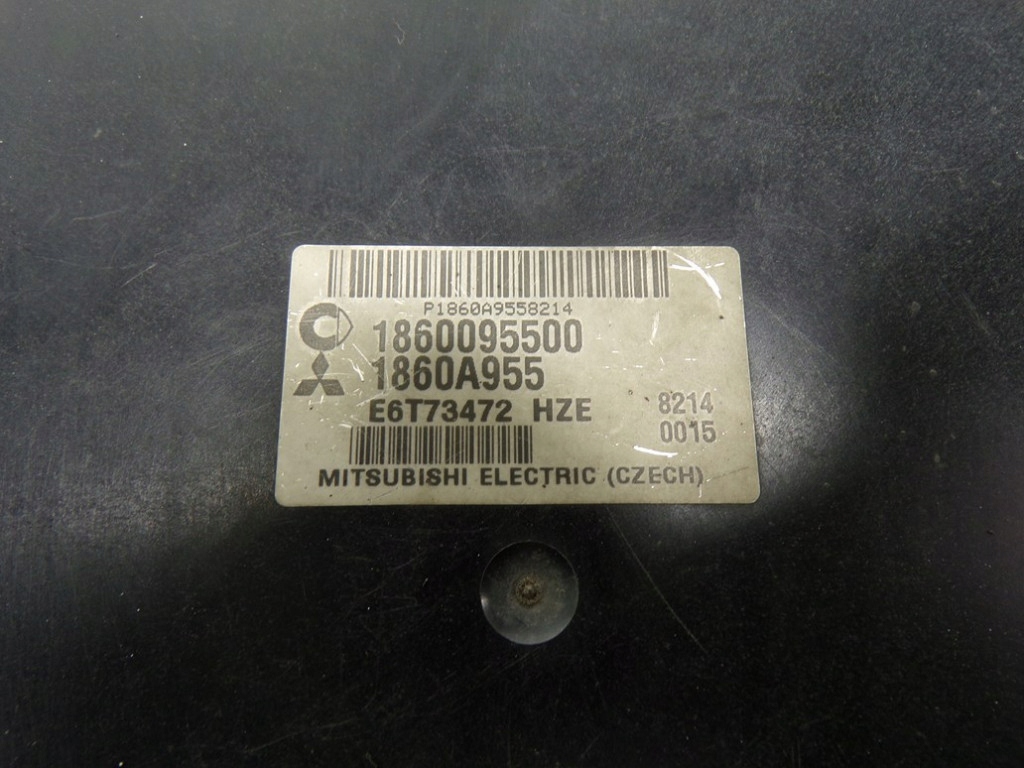 P1860A9558214
1860095500
1860A955
E6T73472 HZE 8214
0015
MITSUBISHI ELECTRIC (CZECH)